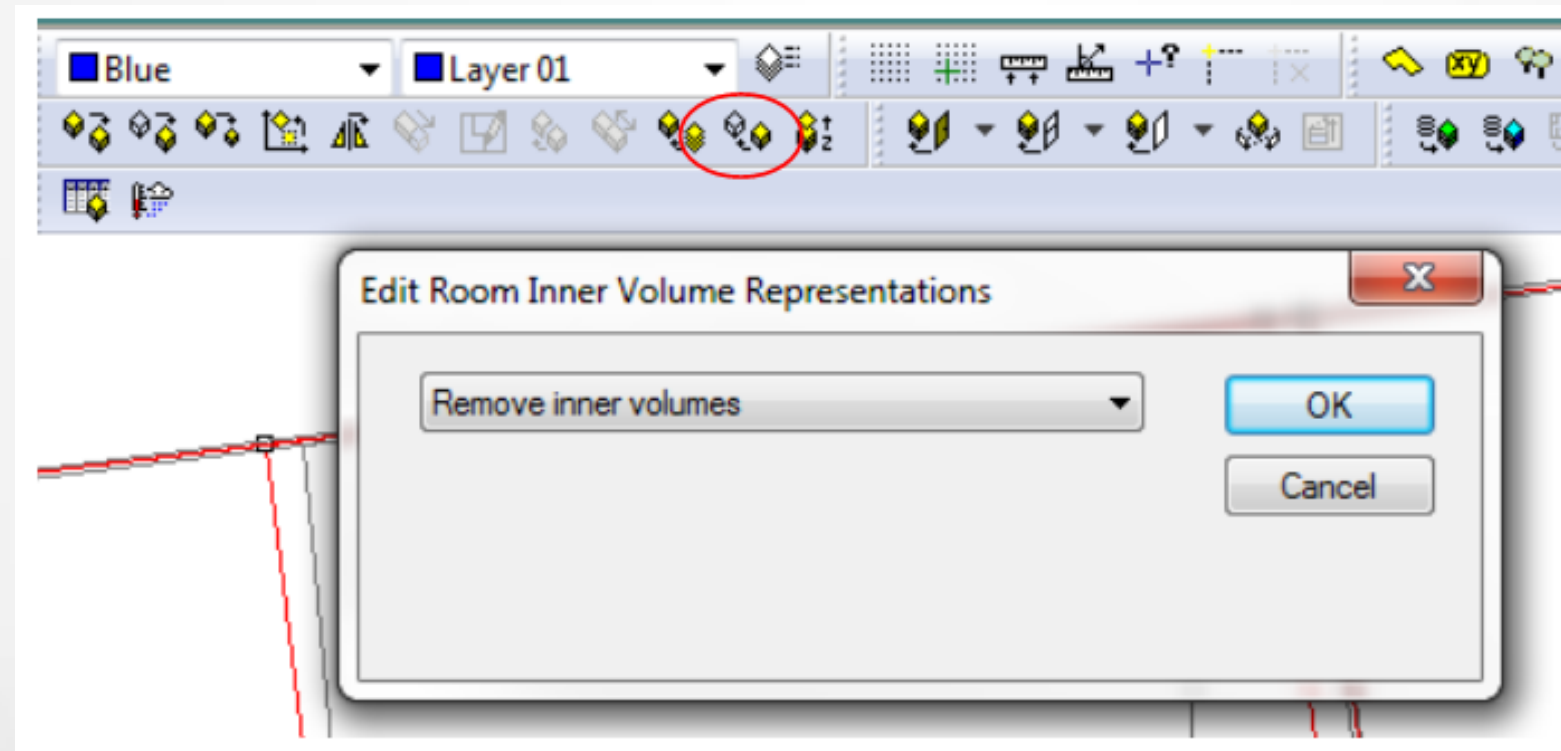 Blue
Layer 01
xy
z
Edit Room Inner Volume Representations
Remove inner volumes
OK
Cancel